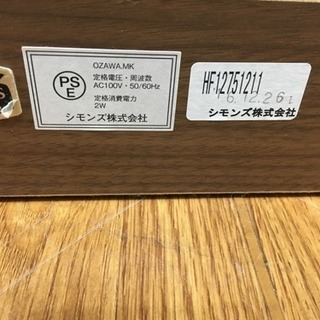 OZAWA.MK
PS
E
定格電圧・周波数
AC100V・50/60Hz
定格消費電力
2W
シモンズ株式会社
HF12751211
6.12.26
シモンズ株式会社
S